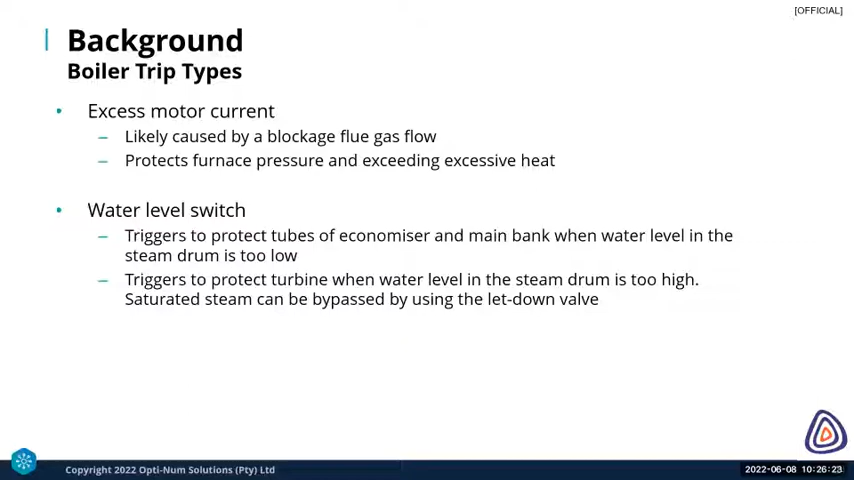 [OFFICIAL]
Background
Boiler Trip Types
• Excess motor current
– Likely caused by a blockage flue gas flow
– Protects furnace pressure and exceeding excessive heat
• Water level switch
– Triggers to protect tubes of economiser and main bank when water level in the
steam drum is too low
– Triggers to protect turbine when water level in the steam drum is too high.
Saturated steam can be bypassed by using the let-down valve
Copyright 2022 Opti-Num Solutions (Pty) Ltd
2022-06-08 10:26:23